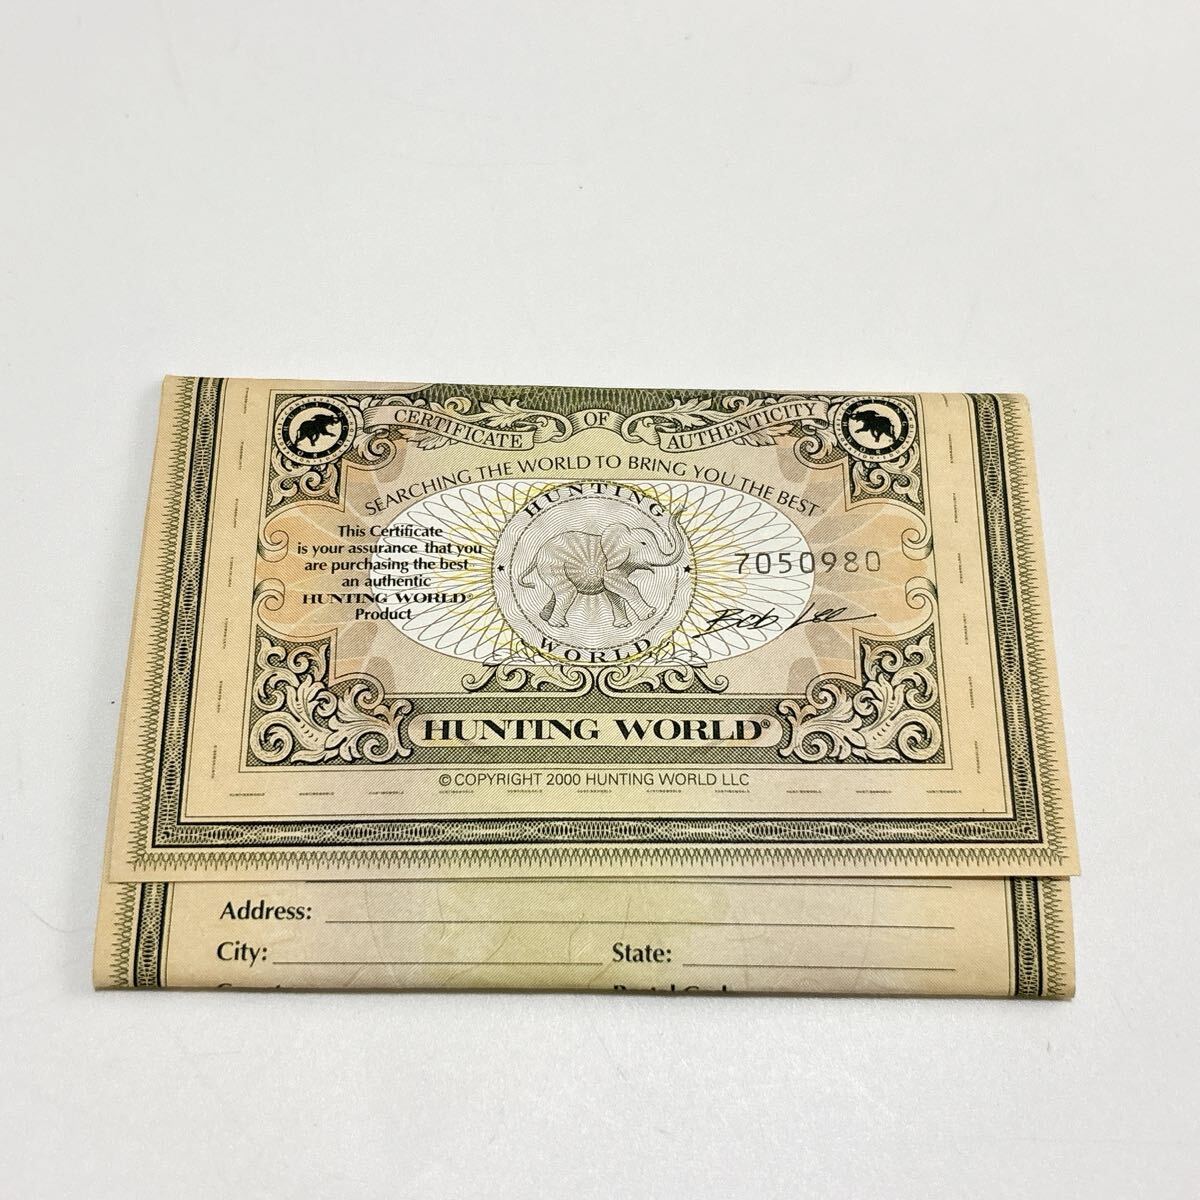 CERTIFICATE OF AUTHENTICITY
SEARCHING THE WORLD TO BRING YOU THE BEST
This Certificate
is your assurance that you
are purchasing the best
an authentic
HUNTING WORLD®
Product
HUNTING
WORLD
7050980
Bob Lee
HUNTING WORLD®
© COPYRIGHT 2000 HUNTING WORLD LLC
Address:
City: State: